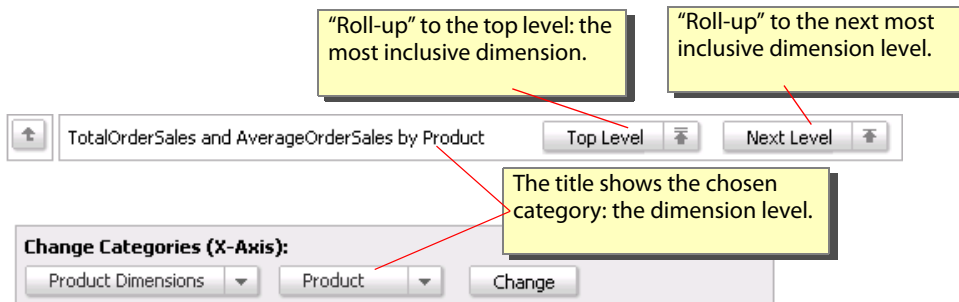 “Roll-up” to the top level: the
most inclusive dimension.
“Roll-up” to the next most
inclusive dimension level.
TotalOrderSales and AverageOrderSales by Product
Top Level
Next Level
The title shows the chosen
category: the dimension level.
Change Categories (X-Axis):
Product Dimensions
Product
Change